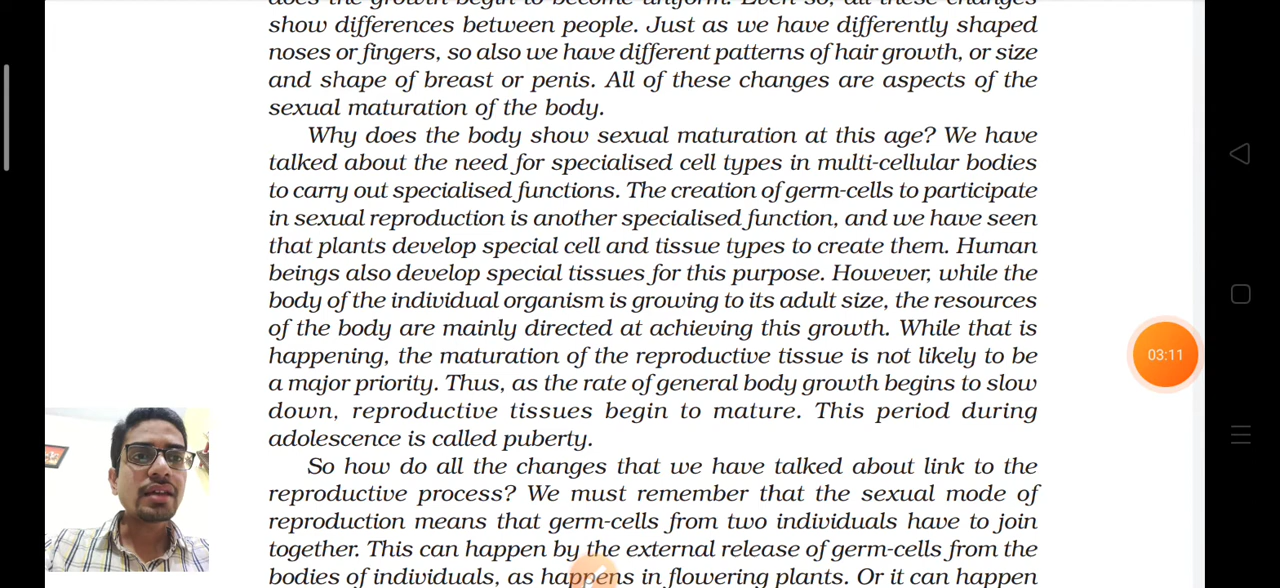 does the growth begin to become uniform. Even so, all these changes
show differences between people. Just as we have differently shaped
noses or fingers, so also we have different patterns of hair growth, or size
and shape of breast or penis. All of these changes are aspects of the
sexual maturation of the body.
Why does the body show sexual maturation at this age? We have
talked about the need for specialised cell types in multi-cellular bodies
to carry out specialised functions. The creation of germ-cells to participate
in sexual reproduction is another specialised function, and we have seen
that plants develop special cell and tissue types to create them. Human
beings also develop special tissues for this purpose. However, while the
body of the individual organism is growing to its adult size, the resources
of the body are mainly directed at achieving this growth. While that is
happening, the maturation of the reproductive tissue is not likely to be
a major priority. Thus, as the rate of general body growth begins to slow
down, reproductive tissues begin to mature. This period during
adolescence is called puberty.
So how do all the changes that we have talked about link to the
reproductive process? We must remember that the sexual mode of
reproduction means that germ-cells from two individuals have to join
together. This can happen by the external release of germ-cells from the
bodies of individuals, as happens in flowering plants. Or it can happen
03:11